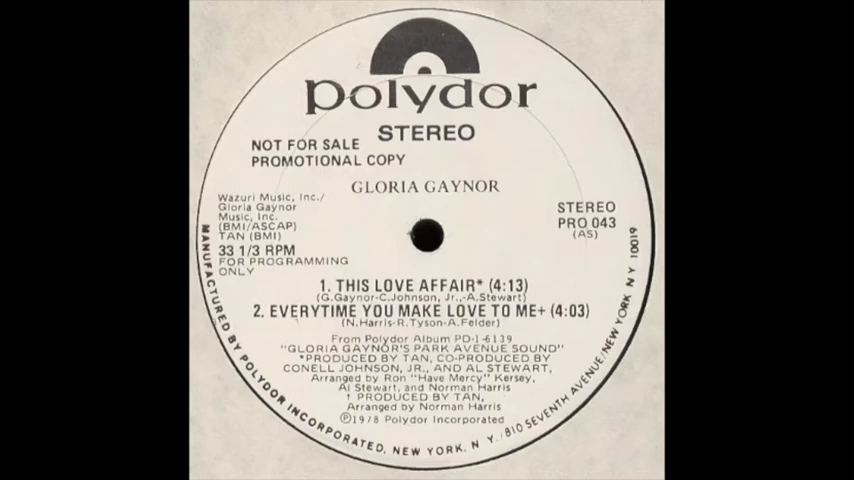 polydor
STEREO
NOT FOR SALE
PROMOTIONAL COPY
GLORIA GAYNOR
Wazuri Music, Inc./
Gloria Gaynor
Music, Inc.
(BMI/ASCAP)
TAN (BMI)
33 1/3 RPM
FOR PROGRAMMING
ONLY
STEREO
PRO 043
(AS)
1. THIS LOVE AFFAIR* (4:13)
(G.Gaynor-C.Johnson, Jr.,-A.Stewart)
2. EVERYTIME YOU MAKE LOVE TO ME+ (4:03)
(N.Harris-R.Tyson-A.Felder)
From Polydor Album PD-1-6139
"GLORIA GAYNOR'S PARK AVENUE SOUND"
*PRODUCED BY TAN, CO-PRODUCED BY
CONELL JOHNSON, JR., AND AL STEWART,
Arranged by Ron "Have Mercy" Kersey,
Al Stewart, and Norman Harris
† PRODUCED BY TAN,
Arranged by Norman Harris
Ⓟ1978 Polydor Incorporated
MANUFACTURED BY POLYDOR INCORPORATED, NEW YORK, N.Y./810 SEVENTH AVENUE/NEW YORK, N.Y. 10019